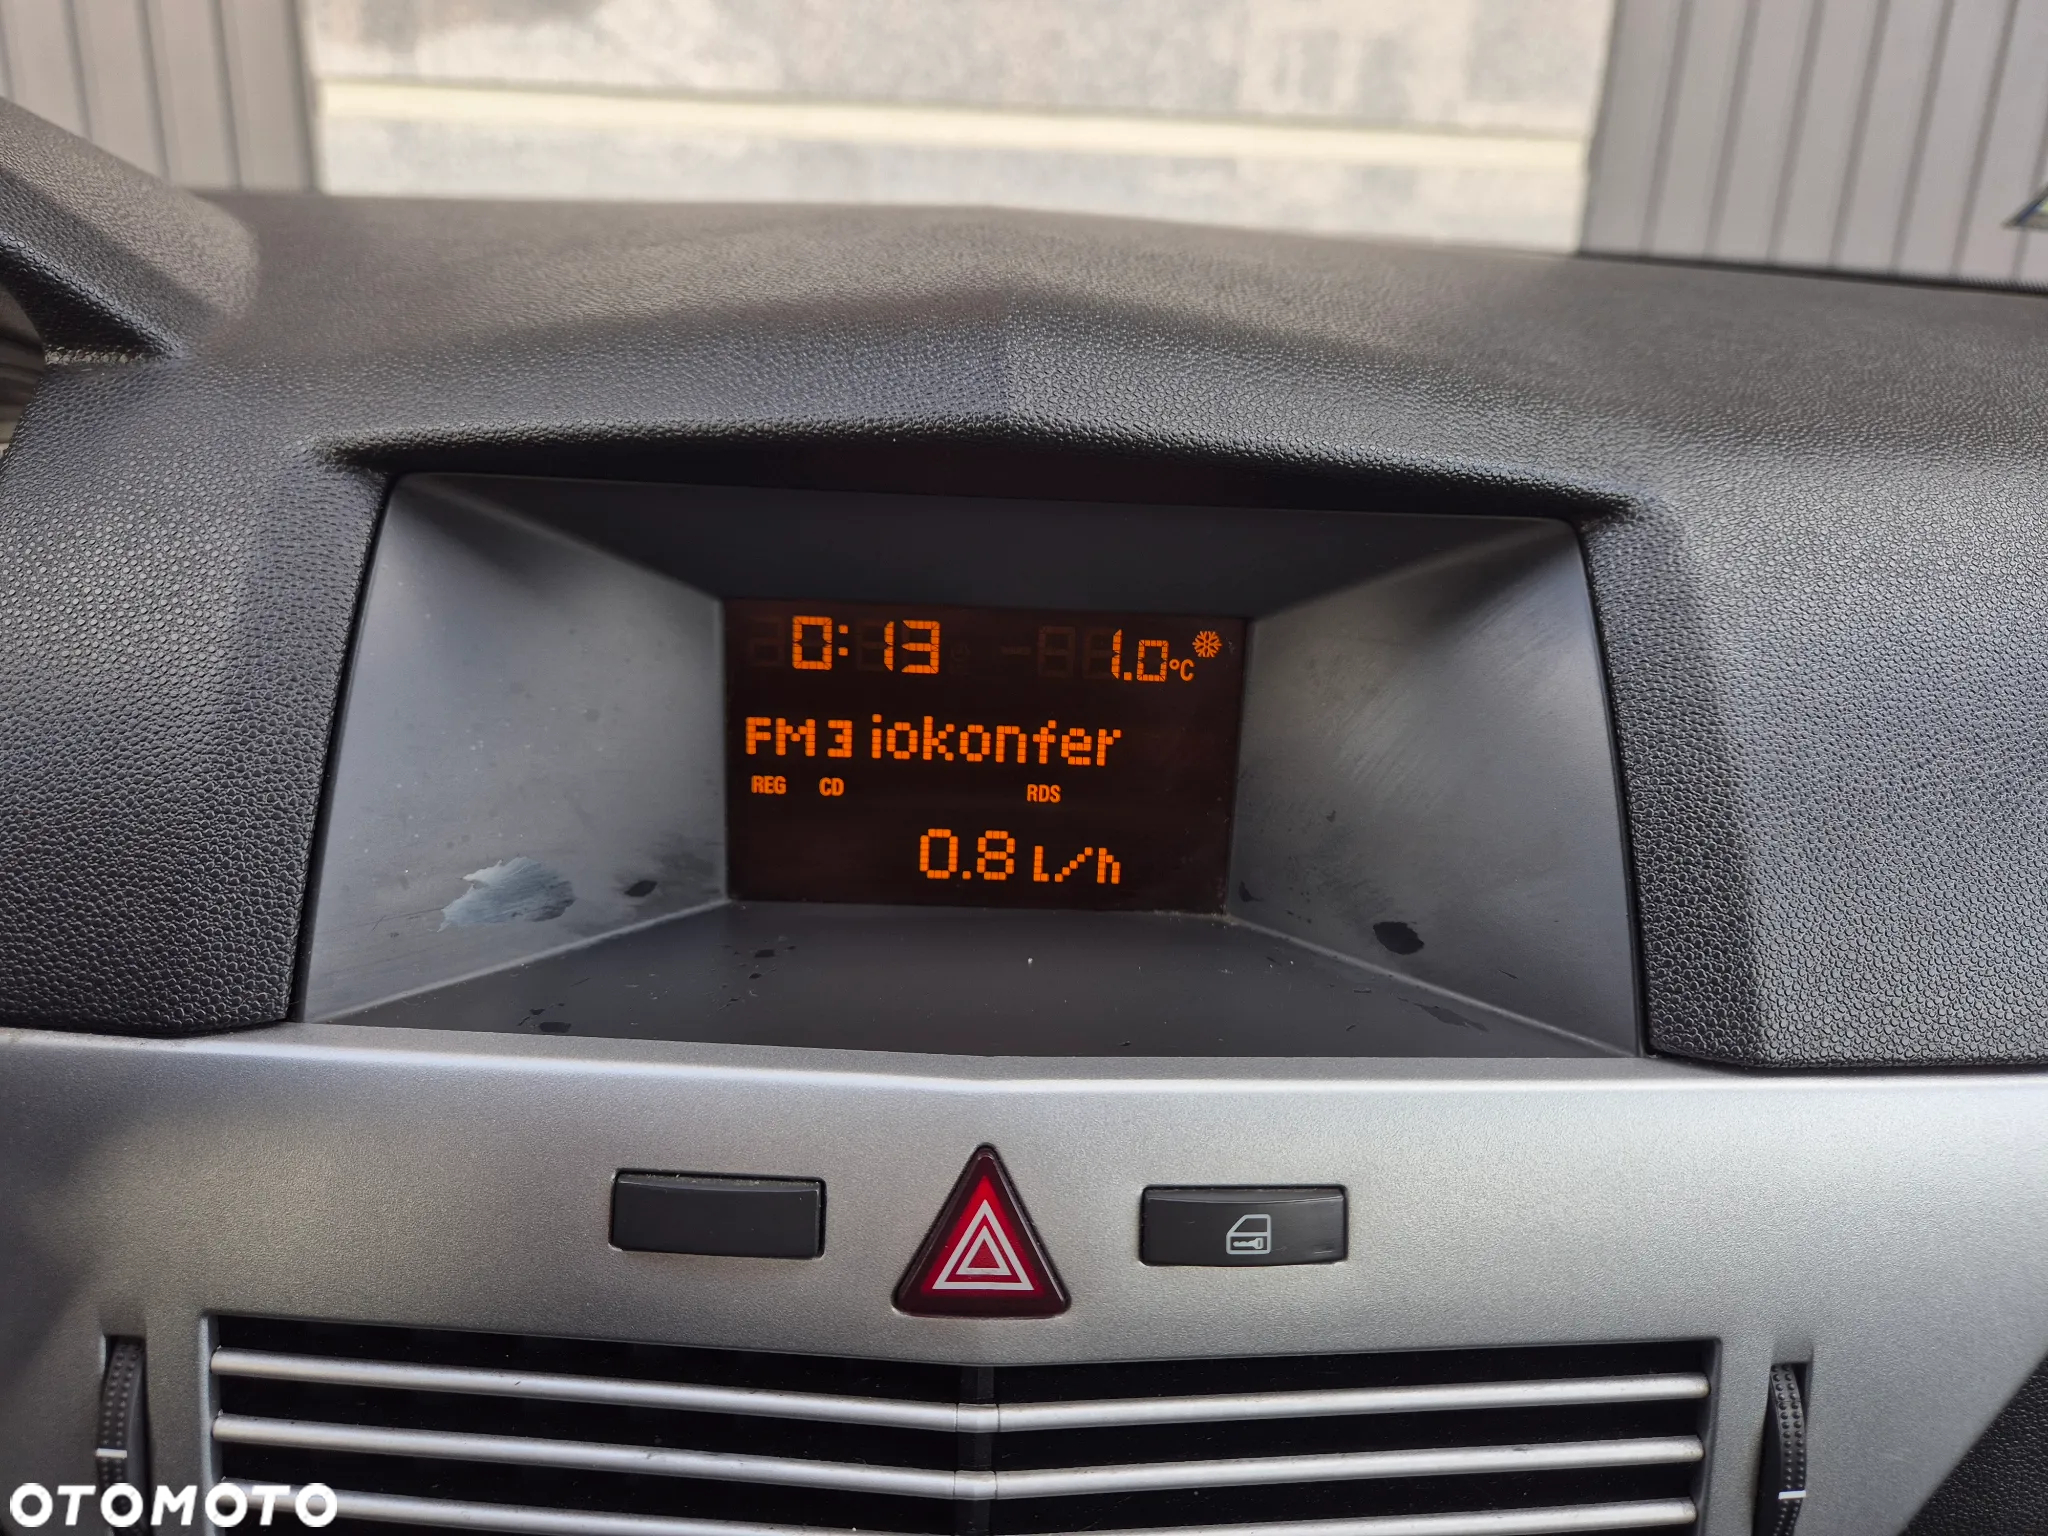 0:13 1.0°C
FM3 iokonfer
REG CD RDS
0.8 l/h
OTOMOTO